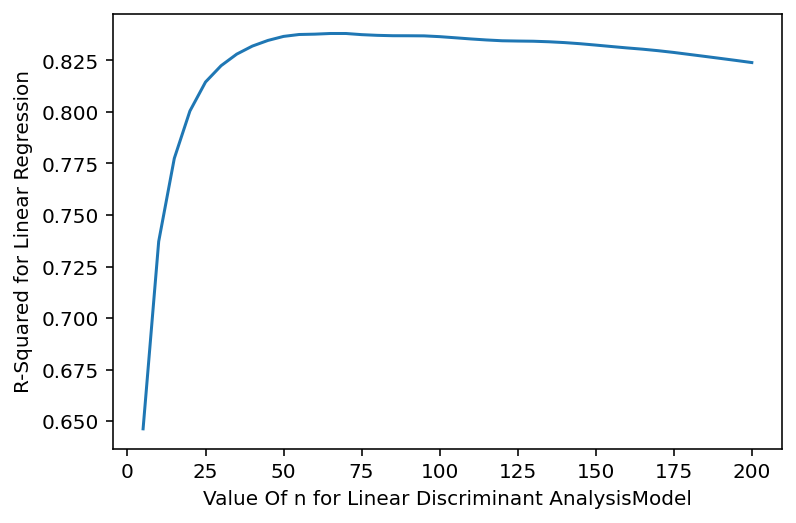 R-Squared for Linear Regression
0.825
0.800
0.775
0.750
0.725
0.700
0.675
0.650
0 25 50 75 100 125 150 175 200
Value Of n for Linear Discriminant AnalysisModel